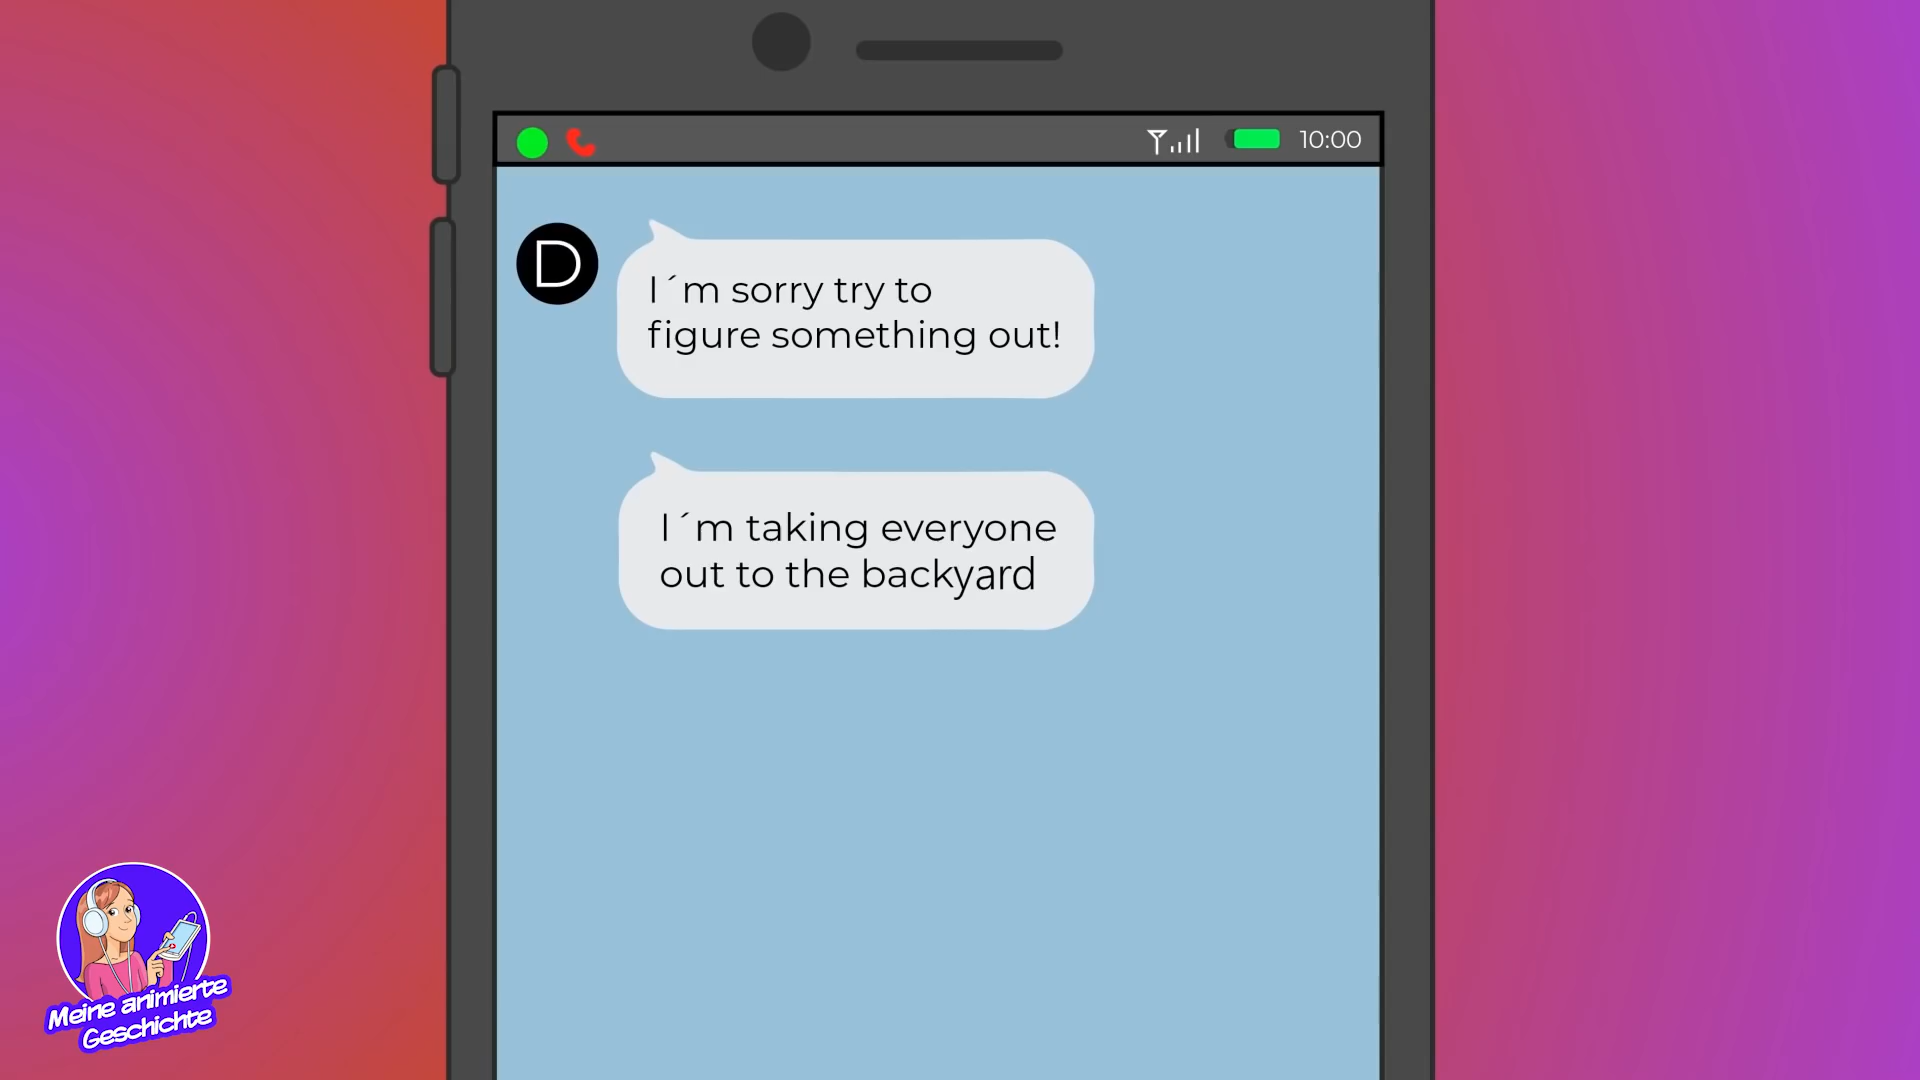 10:00
D
I´m sorry try to
figure something out!
I´m taking everyone
out to the backyard
Meine animierte
Geschichte